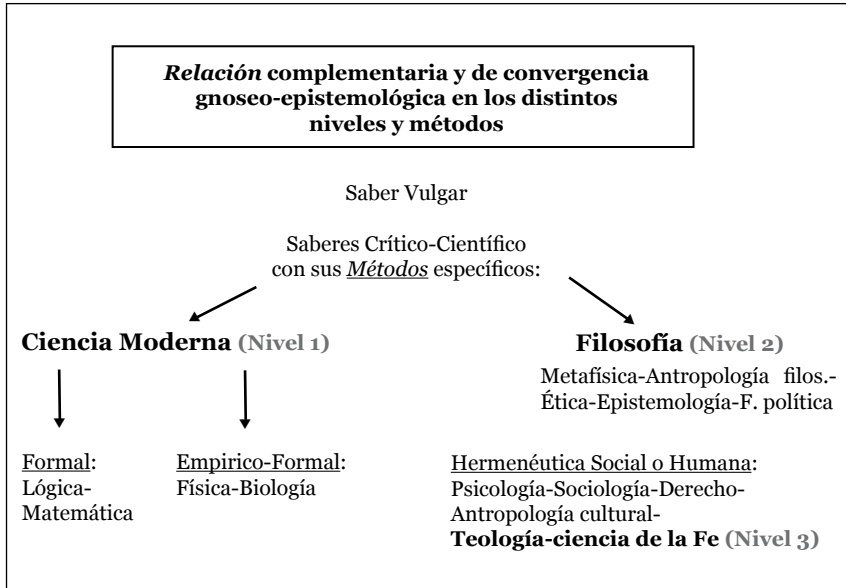 Relación complementaria y de convergencia
gnoseo-epistemológica en los distintos
niveles y métodos
Saber Vulgar
Saberes Crítico-Científico
con sus Métodos específicos:
Ciencia Moderna (Nivel 1)
Filosofía (Nivel 2)
Metafísica-Antropología filos.-
Ética-Epistemología-F. política
Formal:
Lógica-
Matemática
Empirico-Formal:
Física-Biología
Hermenéutica Social o Humana:
Psicología-Sociología-Derecho-
Antropología cultural-
Teología-ciencia de la Fe (Nivel 3)